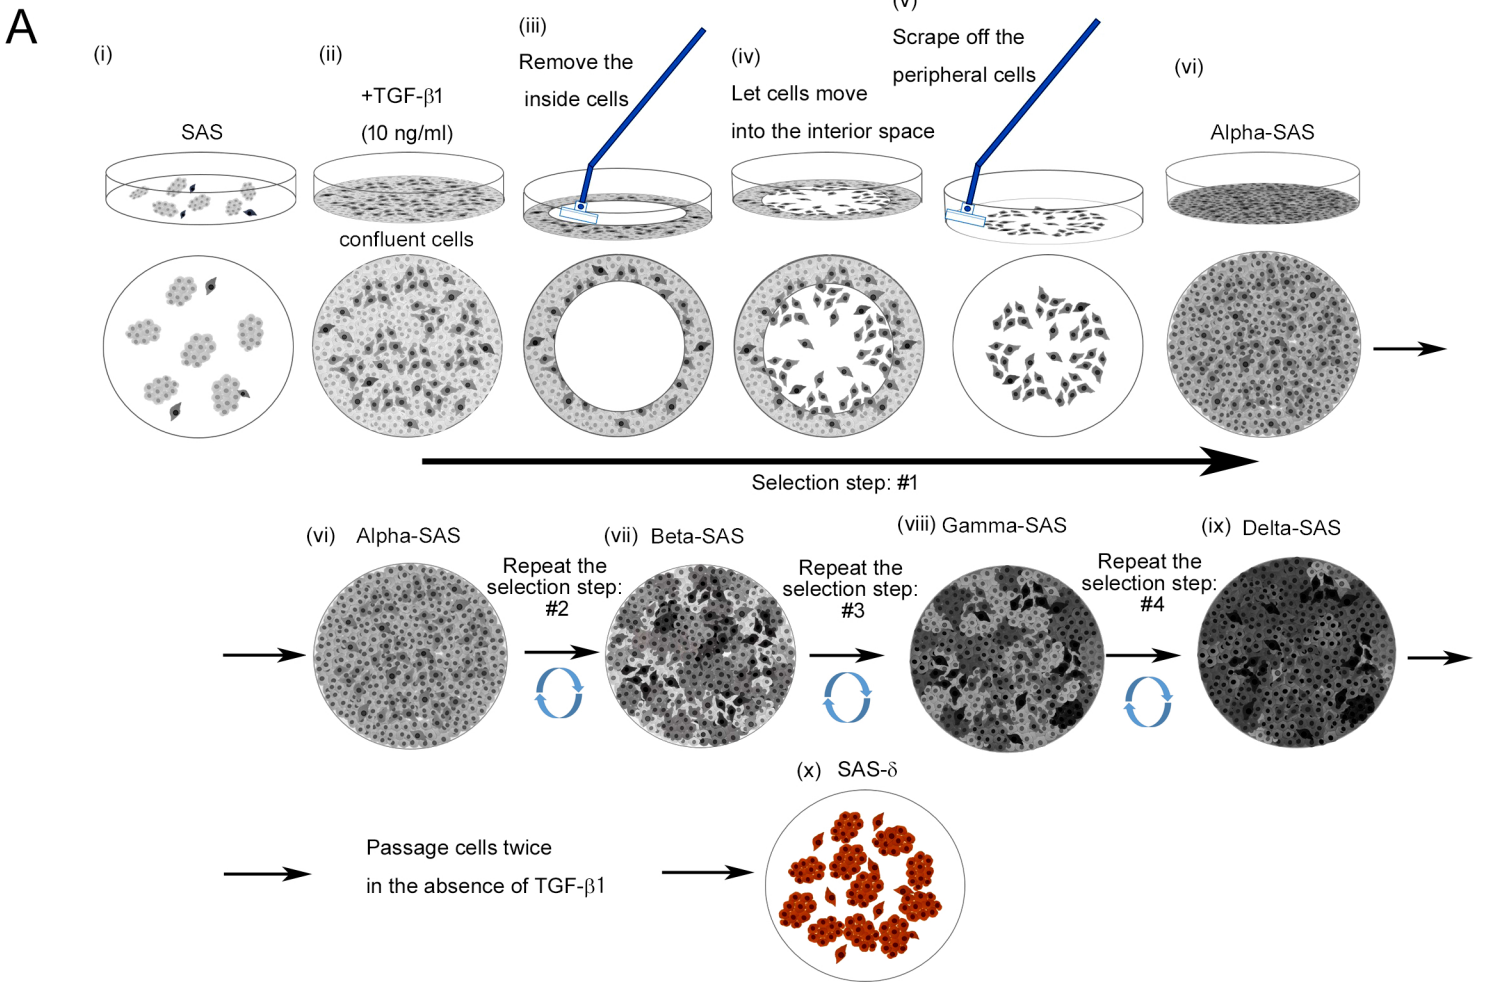 A
(i)
SAS
(ii)
+TGF-β1
(10 ng/ml)
confluent cells
(iii)
Remove the
inside cells
(iv)
Let cells move
into the interior space
(v)
Scrape off the
peripheral cells
(vi)
Alpha-SAS
Selection step: #1
(vi) Alpha-SAS
Repeat the
selection step:
#2
(vii) Beta-SAS
Repeat the
selection step:
#3
(viii) Gamma-SAS
Repeat the
selection step:
#4
(ix) Delta-SAS
Passage cells twice
in the absence of TGF-β1
(x) SAS-δ